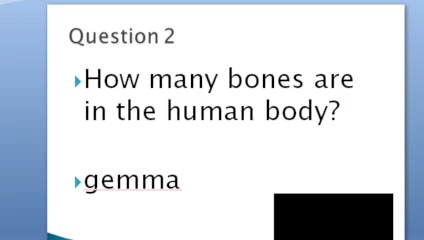 Question 2
How many bones are
in the human body?
gemma